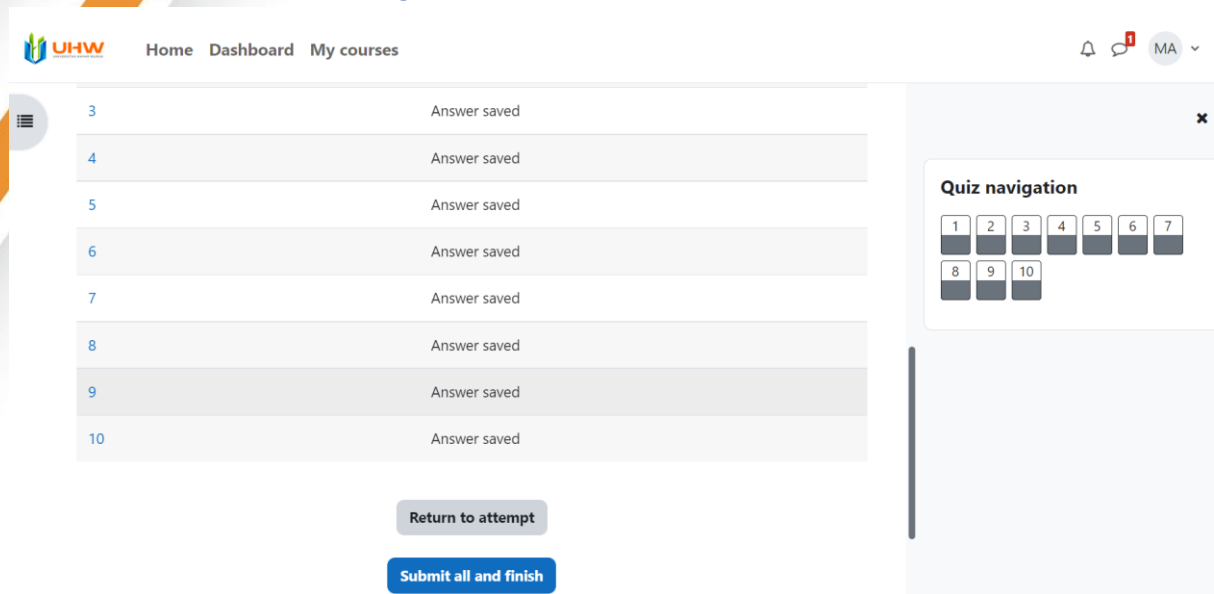 UHW
Home Dashboard My courses
1
MA
3 Answer saved
4 Answer saved
5 Answer saved
6 Answer saved
7 Answer saved
8 Answer saved
9 Answer saved
10 Answer saved
Return to attempt
Submit all and finish
Quiz navigation
1 2 3 4 5 6 7
8 9 10